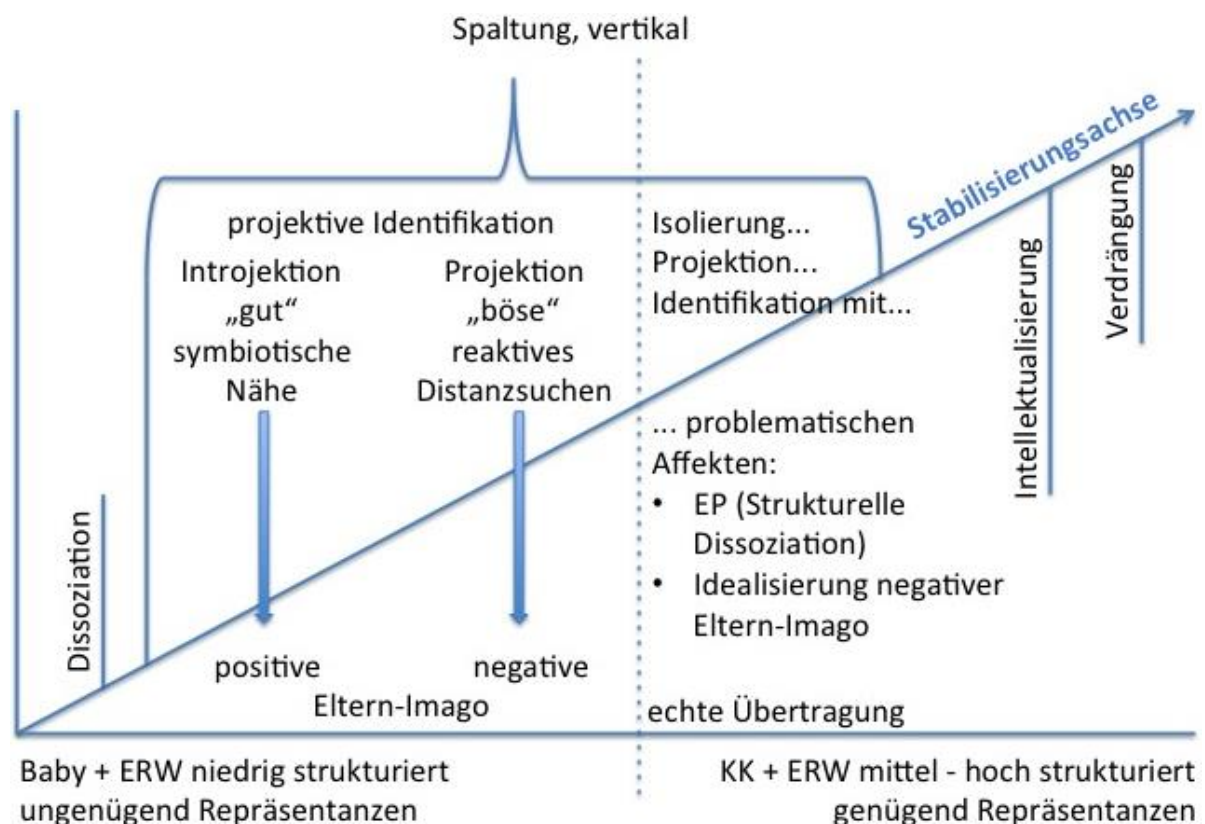 Spaltung, vertikal
Stabilisierungsachse
projektive Identifikation
Introjektion
„gut“
symbiotische
Nähe
Projektion
„böse“
reaktives
Distanzsuchen
Isolierung...
Projektion...
Identifikation mit...
... problematischen
Affekten:
• EP (Strukturelle
Dissoziation)
• Idealisierung negativer
Eltern-Imago
Dissoziation
Intellektualisierung
Verdrängung
positive
negative
Eltern-Imago
echte Übertragung
Baby + ERW niedrig strukturiert
ungenügend Repräsentanzen
KK + ERW mittel - hoch strukturiert
genügend Repräsentanzen